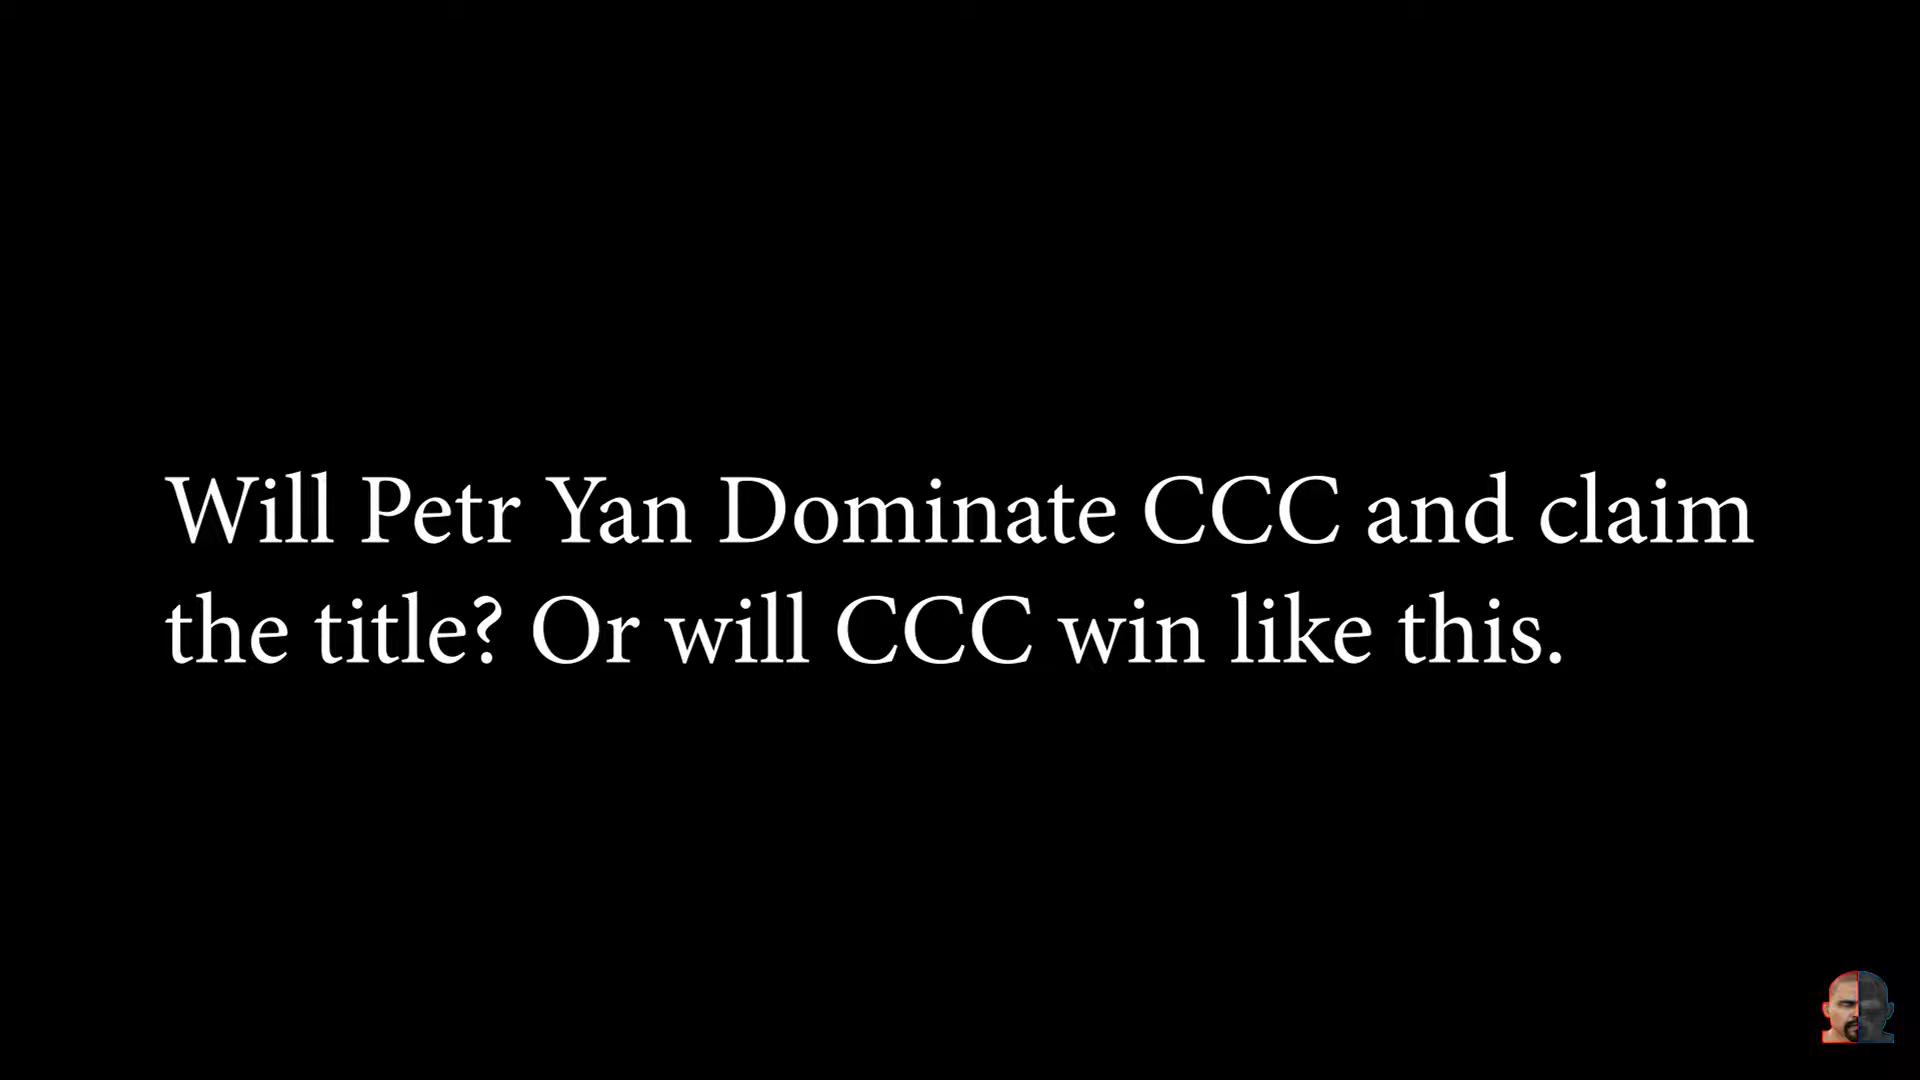 Will Petr Yan Dominate CCC and claim
the title? Or will CCC win like this.